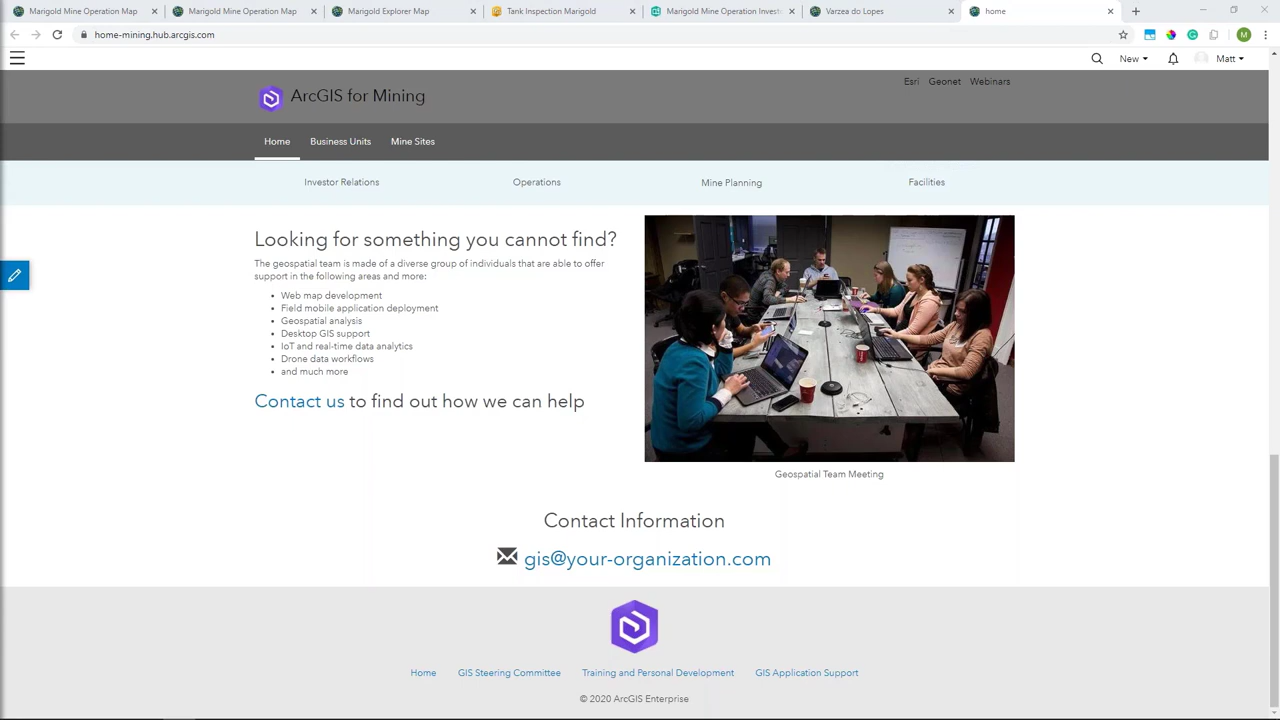 Marigold Mine Operation Map
Marigold Mine Operation Map
Marigold Explorer Map
Tank Inspection Marigold
Marigold Mine Operation Invest
Varzea do Lopes
home
home-mining.hub.arcgis.com
M
New
Matt
ArcGIS for Mining
Esri Geonet Webinars
Home Business Units Mine Sites
Investor Relations Operations Mine Planning Facilities
Looking for something you cannot find?
The geospatial team is made of a diverse group of individuals that are able to offer
support in the following areas and more:
• Web map development
• Field mobile application deployment
• Geospatial analysis
• Desktop GIS support
• IoT and real-time data analytics
• Drone data workflows
• and much more
Contact us to find out how we can help
Geospatial Team Meeting
Contact Information
gis@your-organization.com
Home GIS Steering Committee Training and Personal Development GIS Application Support
© 2020 ArcGIS Enterprise